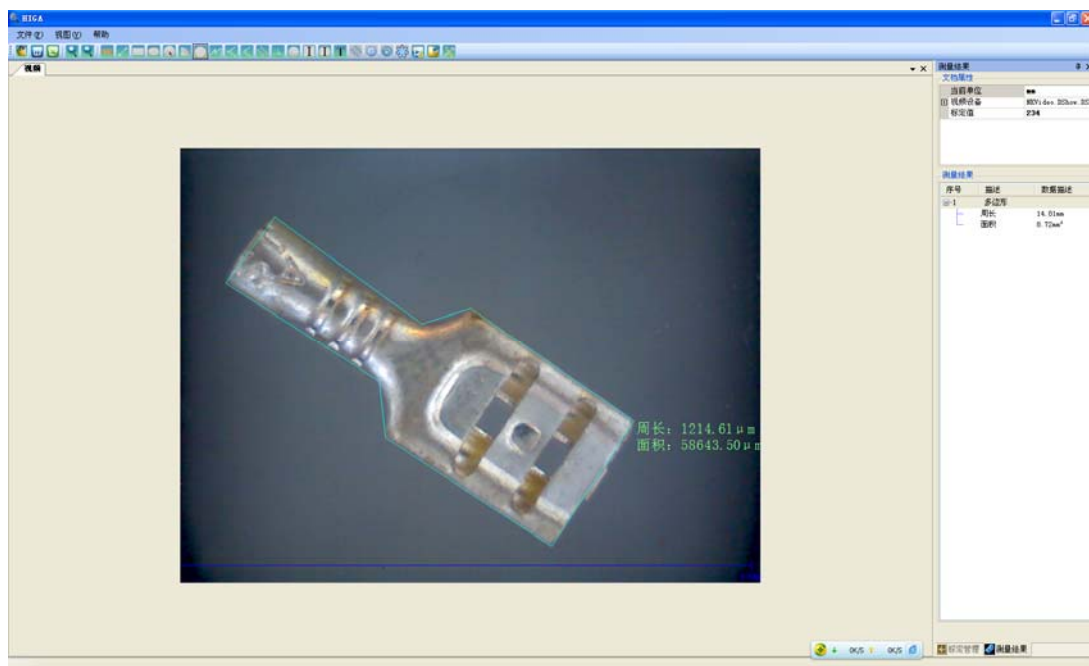 HIGA
文件(F) 视图(V) 帮助
视频
测量结果
文档属性
当前单位 mm
视频设备
标定值 234
测量结果
序号 描述 数据描述
1 多边形
周长 14.01mm
面积 8.72mm²
周长: 1214.61μm
面积: 58643.50μm
0K/S 0K/S
标定管理 测量结果